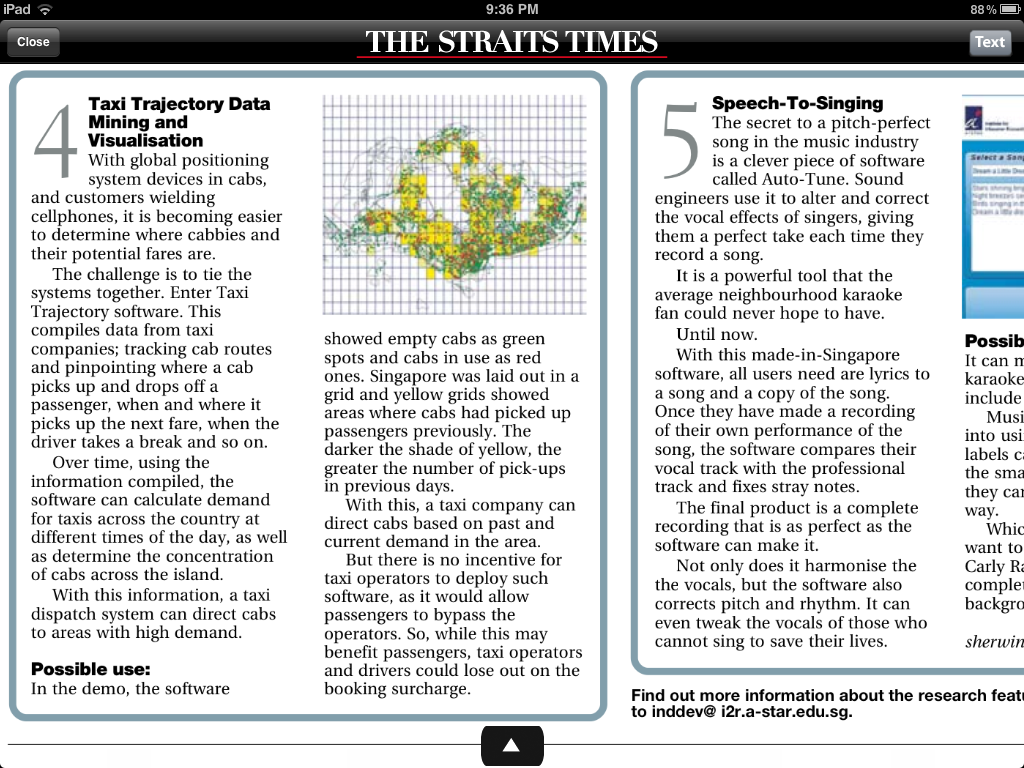 iPad
9:36 PM
88%
Close
THE STRAITS TIMES
Text
4
Taxi Trajectory Data
Mining and
Visualisation
With global positioning
system devices in cabs,
and customers wielding
cellphones, it is becoming easier
to determine where cabbies and
their potential fares are.
The challenge is to tie the
systems together. Enter Taxi
Trajectory software. This
compiles data from taxi
companies; tracking cab routes
and pinpointing where a cab
picks up and drops off a
passenger, when and where it
picks up the next fare, when the
driver takes a break and so on.
Over time, using the
information compiled, the
software can calculate demand
for taxis across the country at
different times of the day, as well
as determine the concentration
of cabs across the island.
With this information, a taxi
dispatch system can direct cabs
to areas with high demand.
Possible use:
In the demo, the software
showed empty cabs as green
spots and cabs in use as red
ones. Singapore was laid out in a
grid and yellow grids showed
areas where cabs had picked up
passengers previously. The
darker the shade of yellow, the
greater the number of pick-ups
in previous days.
With this, a taxi company can
direct cabs based on past and
current demand in the area.
But there is no incentive for
taxi operators to deploy such
software, as it would allow
passengers to bypass the
operators. So, while this may
benefit passengers, taxi operators
and drivers could lose out on the
booking surcharge.
5
Speech-To-Singing
The secret to a pitch-perfect
song in the music industry
is a clever piece of software
called Auto-Tune. Sound
engineers use it to alter and correct
the vocal effects of singers, giving
them a perfect take each time they
record a song.
It is a powerful tool that the
average neighbourhood karaoke
fan could never hope to have.
Until now.
With this made-in-Singapore
software, all users need are lyrics to
a song and a copy of the song.
Once they have made a recording
of their own performance of the
song, the software compares their
vocal track with the professional
track and fixes stray notes.
The final product is a complete
recording that is as perfect as the
software can make it.
Not only does it harmonise the
the vocals, but the software also
corrects pitch and rhythm. It can
even tweak the vocals of those who
cannot sing to save their lives.
Select a Song
Possib
It can m
karaoke
include
Musi
into usi
labels ca
the sma
they can
way.
Whic
want to
Carly Ra
complet
backgro
sherwin
Find out more information about the research featu
to inddev@ i2r.a-star.edu.sg.